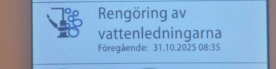 Rengöring av
vattenledningarna
Föregående: 31.10.2025 08:35